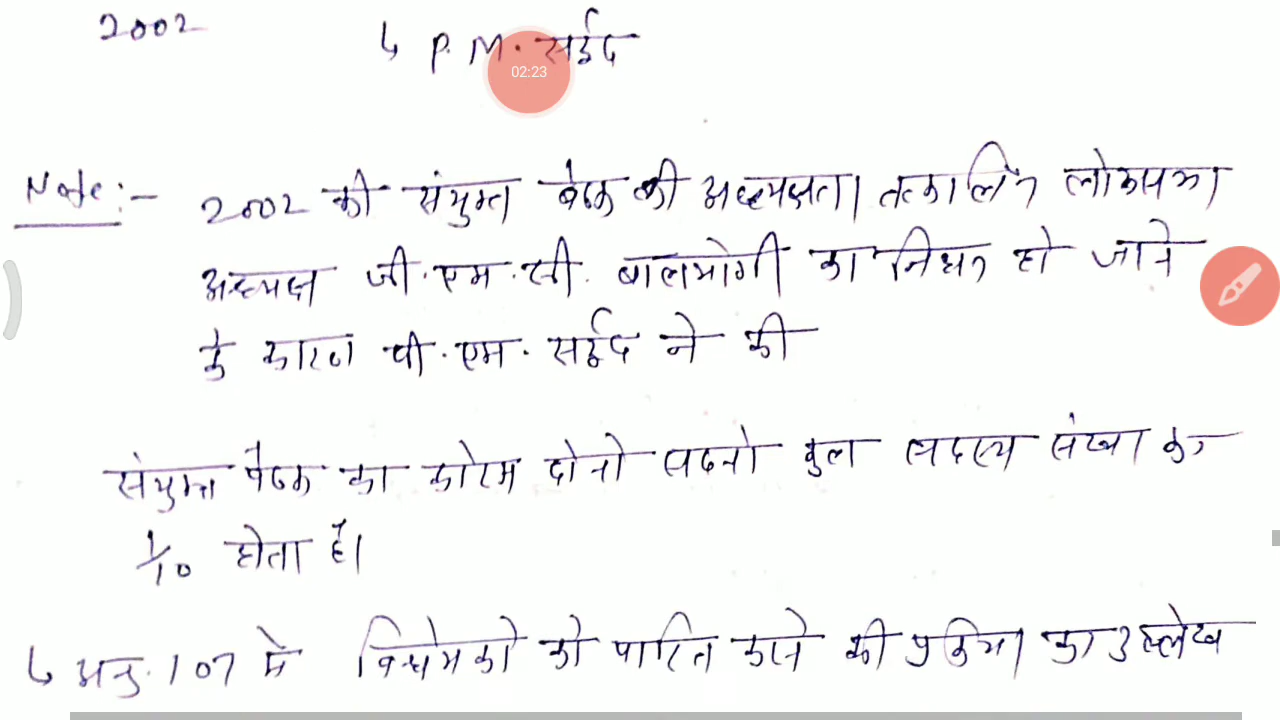 2002 ↳ P. M. सईद
02:23
Note:- 2002 की संयुक्त बैठक की अध्यक्षता तत्कालिन लोकसभा
अध्यक्ष जी.एम.सी. बालयोगी का निधन हो जाने
के कारण पी.एम. सईद ने की
संयुक्त बैठक का कोरम दोनो सदनो कुल सदस्य संख्या का
1/10 होता है।
↳ अनु.107 मे विधेयको को पारित करने की प्रक्रिया का उल्लेख